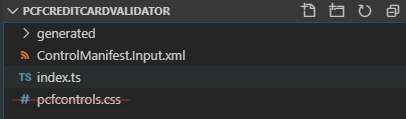 PCFCREDITCARDVALIDATOR
generated
ControlManifest.Input.xml
TS index.ts
# pcfcontrols.css